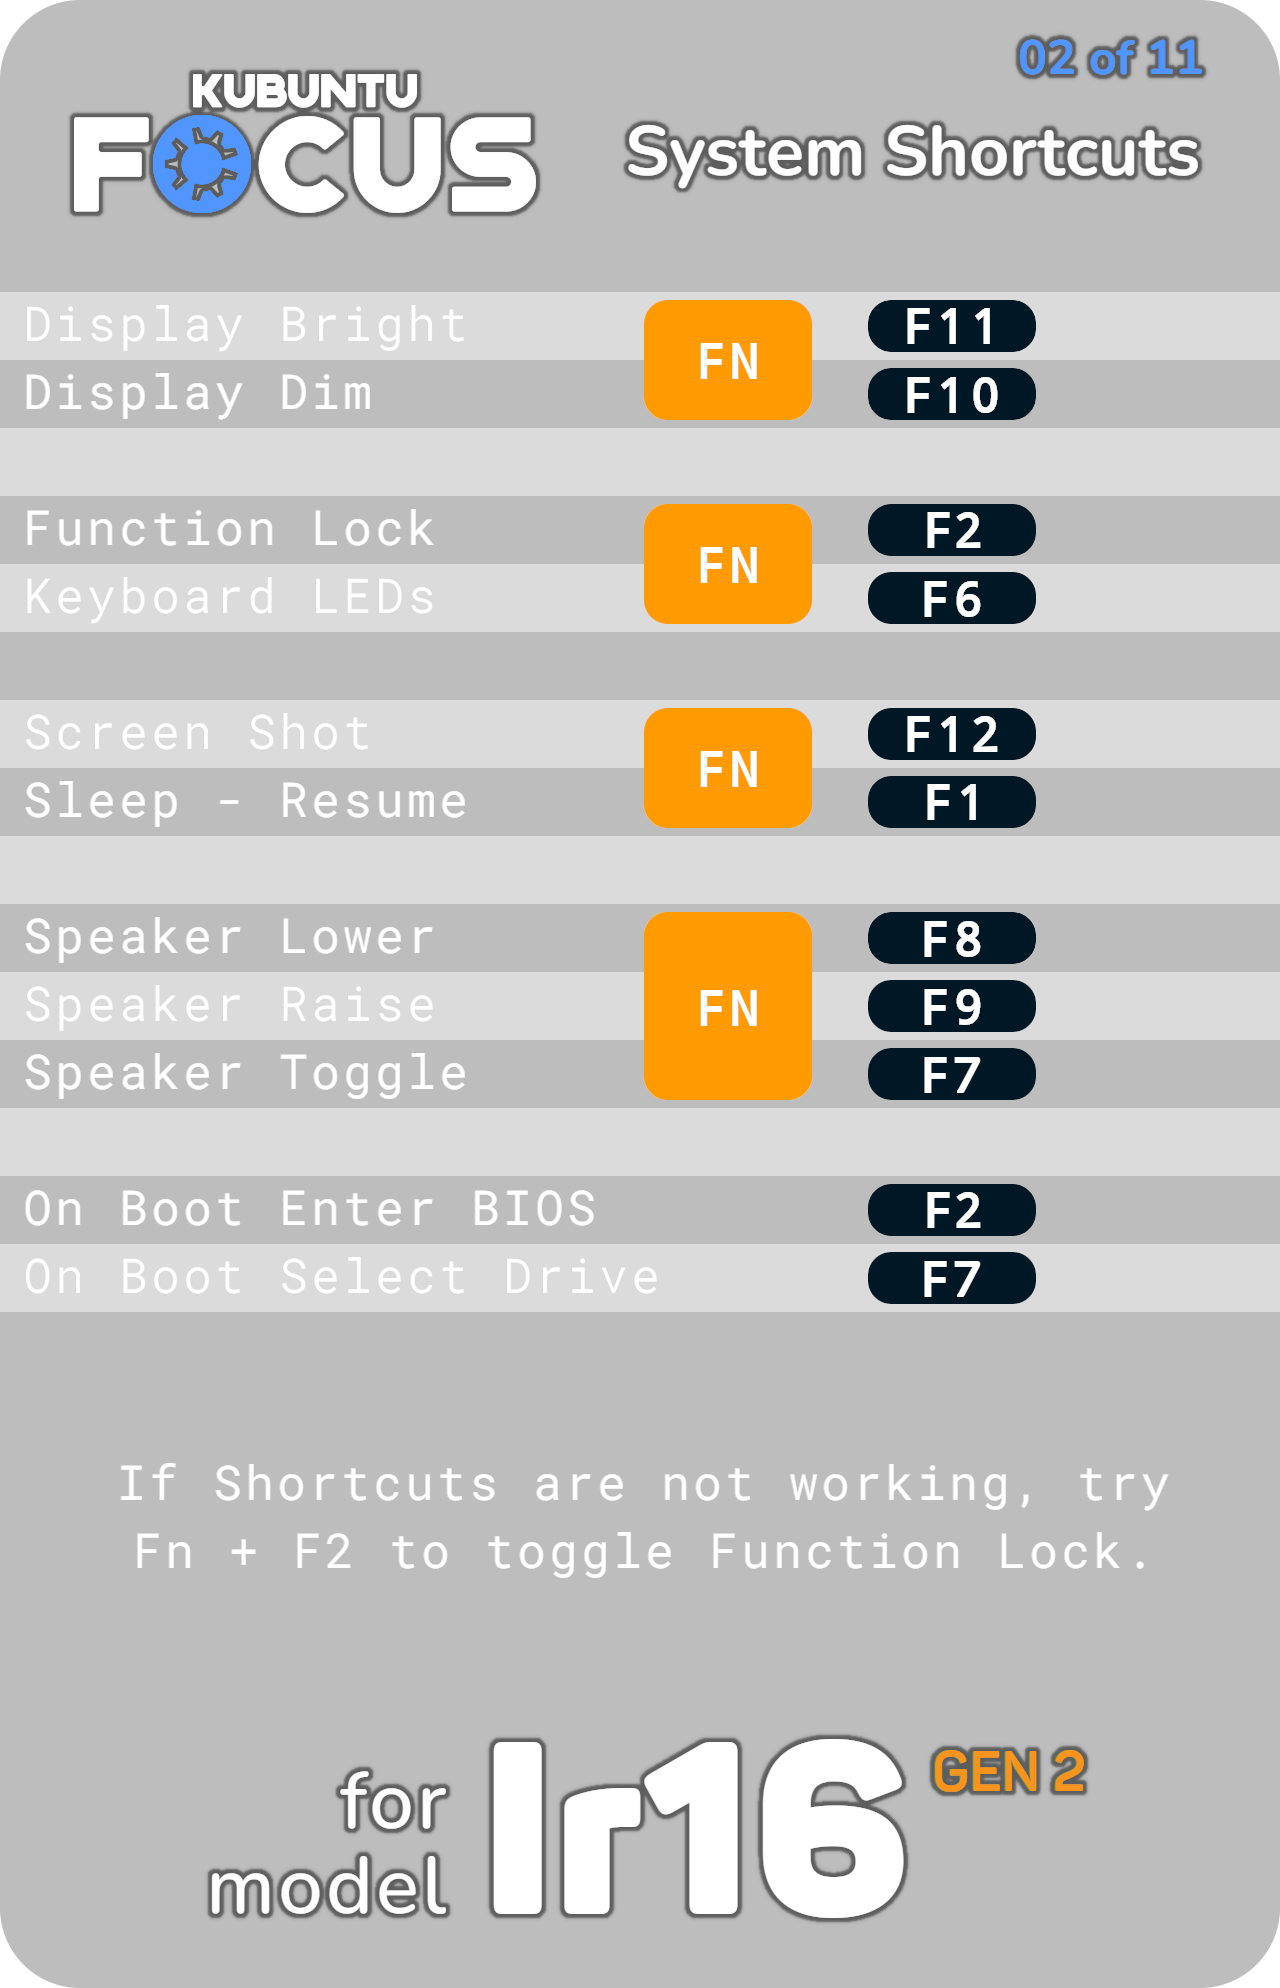 02 of 11
KUBUNTU
FOCUS
System Shortcuts
Display Bright FN F11
Display Dim F10
Function Lock FN F2
Keyboard LEDs F6
Screen Shot FN F12
Sleep - Resume F1
Speaker Lower F8
Speaker Raise FN F9
Speaker Toggle F7
On Boot Enter BIOS F2
On Boot Select Drive F7
If Shortcuts are not working, try
Fn + F2 to toggle Function Lock.
for
model
Ir16 GEN 2